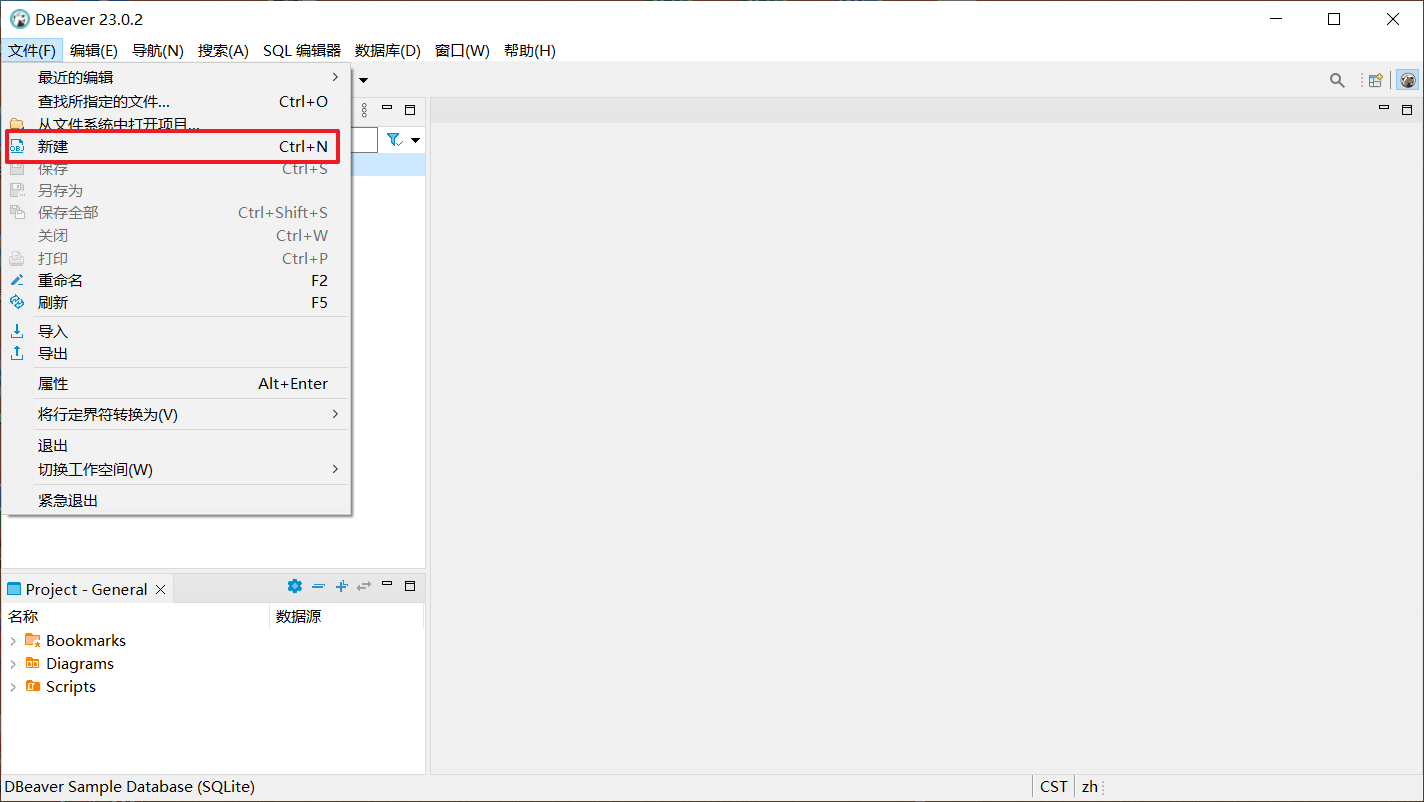 DBeaver 23.0.2
文件(F) 编辑(E) 导航(N) 搜索(A) SQL 编辑器 数据库(D) 窗口(W) 帮助(H)
最近的编辑
查找所指定的文件... Ctrl+O
从文件系统中打开项目...
新建 Ctrl+N
保存 Ctrl+S
另存为
保存全部 Ctrl+Shift+S
关闭 Ctrl+W
打印 Ctrl+P
重命名 F2
刷新 F5
导入
导出
属性 Alt+Enter
将行定界符转换为(V)
退出
切换工作空间(W)
紧急退出
Project - General
名称 数据源
Bookmarks
Diagrams
Scripts
DBeaver Sample Database (SQLite) CST zh